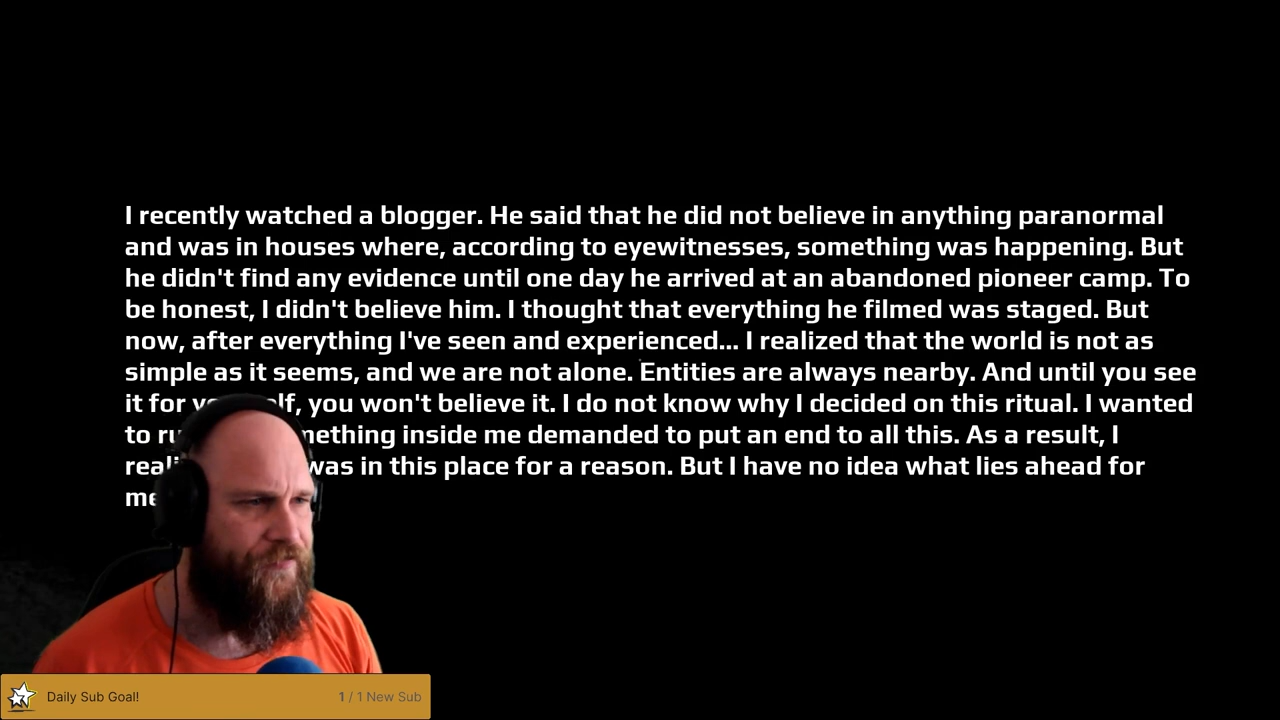 I recently watched a blogger. He said that he did not believe in anything paranormal
and was in houses where, according to eyewitnesses, something was happening. But
he didn't find any evidence until one day he arrived at an abandoned pioneer camp. To
be honest, I didn't believe him. I thought that everything he filmed was staged. But
now, after everything I've seen and experienced... I realized that the world is not as
simple as it seems, and we are not alone. Entities are always nearby. And until you see
it for you won't believe it. I do not know why I decided on this ritual. I wanted
to inside me demanded to put an end to all this. As a result, I
was in this place for a reason. But I have no idea what lies ahead for
me
Daily Sub Goal!
1 / 1 New Sub